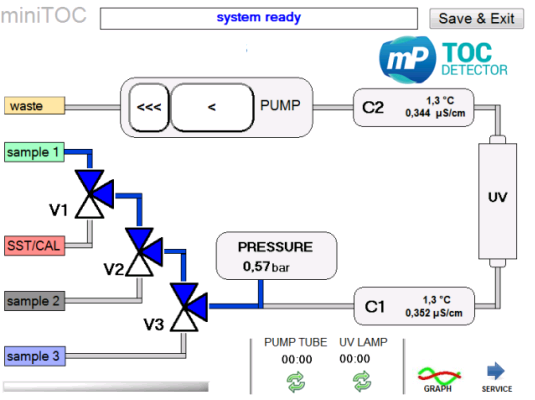 miniTOC
system ready
Save & Exit
mP TOC
DETECTOR
waste
<<<
<
PUMP
C2
1,3 °C
0,344 µS/cm
sample 1
V1
UV
SST/CAL
V2
PRESSURE
0,57 bar
sample 2
V3
C1
1,3 °C
0,352 µS/cm
sample 3
PUMP TUBE
00:00
UV LAMP
00:00
GRAPH
SERVICE